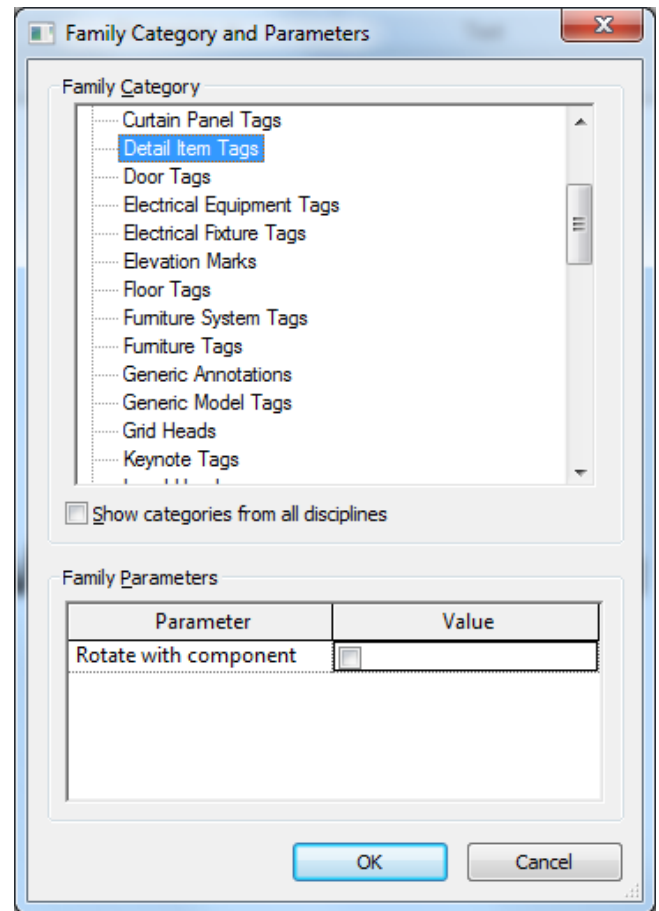 Family Category and Parameters
Family Category
Curtain Panel Tags
Detail Item Tags
Door Tags
Electrical Equipment Tags
Electrical Fixture Tags
Elevation Marks
Floor Tags
Furniture System Tags
Furniture Tags
Generic Annotations
Generic Model Tags
Grid Heads
Keynote Tags
Show categories from all disciplines
Family Parameters
Parameter Value
Rotate with component
OK Cancel